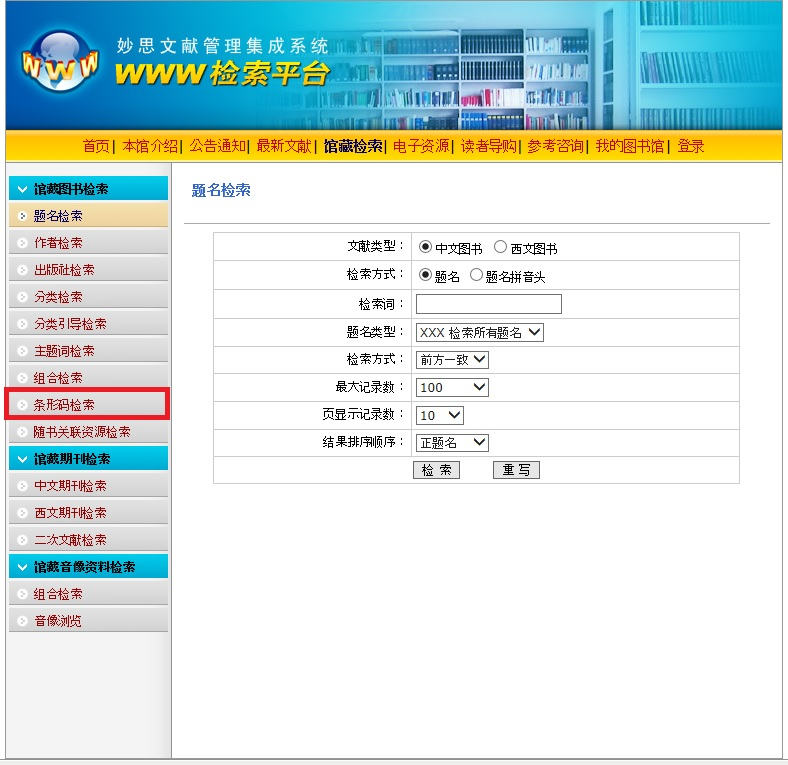 妙思文献管理集成系统
WWW检索平台
首页| 本馆介绍| 公告通知| 最新文献| 馆藏检索| 电子资源| 读者导购| 参考咨询| 我的图书馆| 登录
馆藏图书检索
题名检索
作者检索
出版社检索
分类检索
分类引导检索
主题词检索
组合检索
条形码检索
随书关联资源检索
馆藏期刊检索
中文期刊检索
西文期刊检索
二次文献检索
馆藏音像资料检索
组合检索
音像浏览
题名检索
文献类型： 中文图书 西文图书
检索方式： 题名 题名拼音头
检索词：
题名类型： XXX 检索所有题名
检索方式： 前方一致
最大记录数： 100
页显示记录数： 10
结果排序顺序： 正题名
检 索 重 写